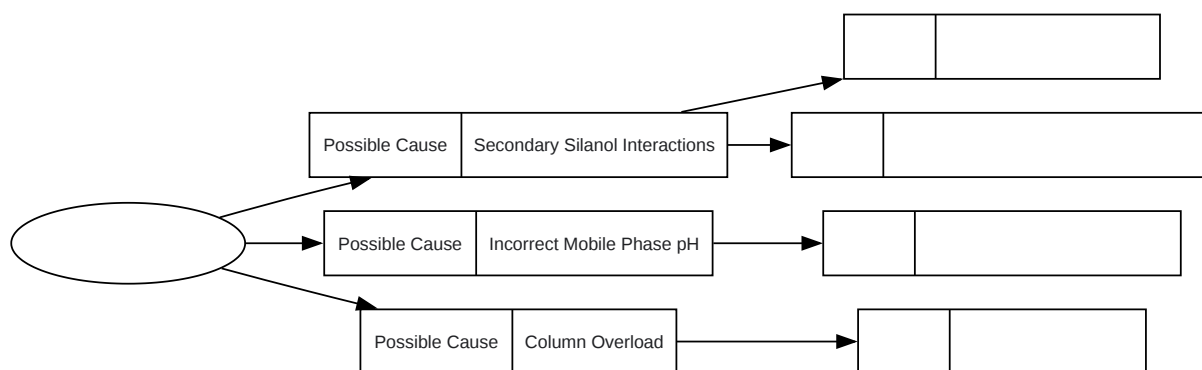 Possible Cause
Secondary Silanol Interactions
Possible Cause
Incorrect Mobile Phase pH
Possible Cause
Column Overload